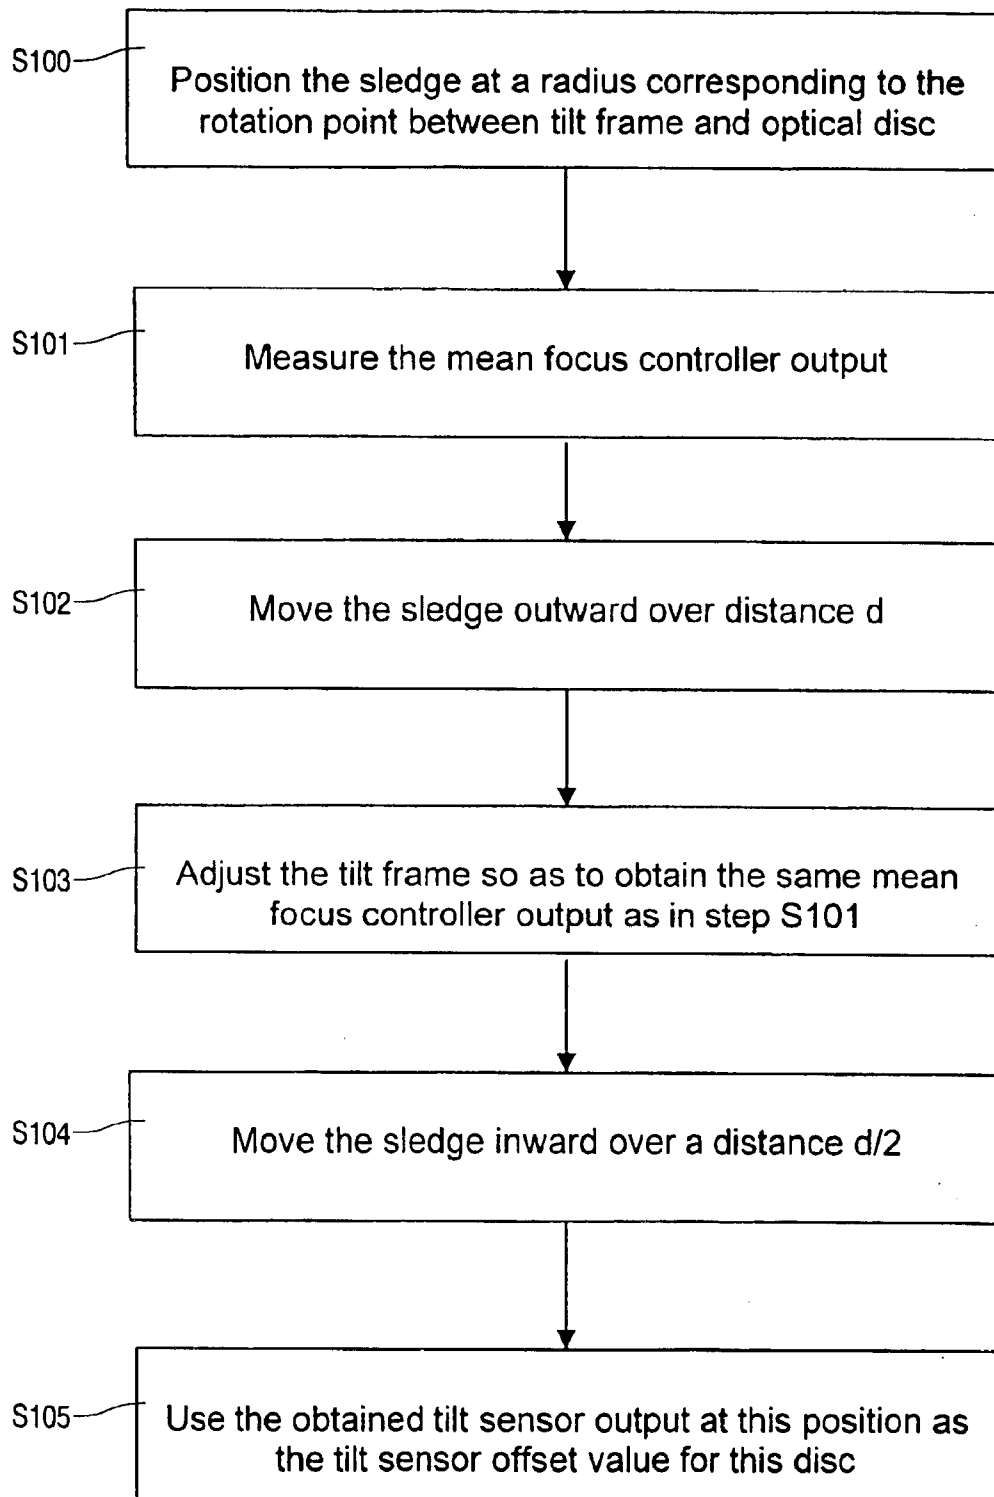 S100
Position the sledge at a radius corresponding to the
rotation point between tilt frame and optical disc
S101
Measure the mean focus controller output
S102
Move the sledge outward over distance d
S103
Adjust the tilt frame so as to obtain the same mean
focus controller output as in step S101
S104
Move the sledge inward over a distance d/2
S105
Use the obtained tilt sensor output at this position as
the tilt sensor offset value for this disc